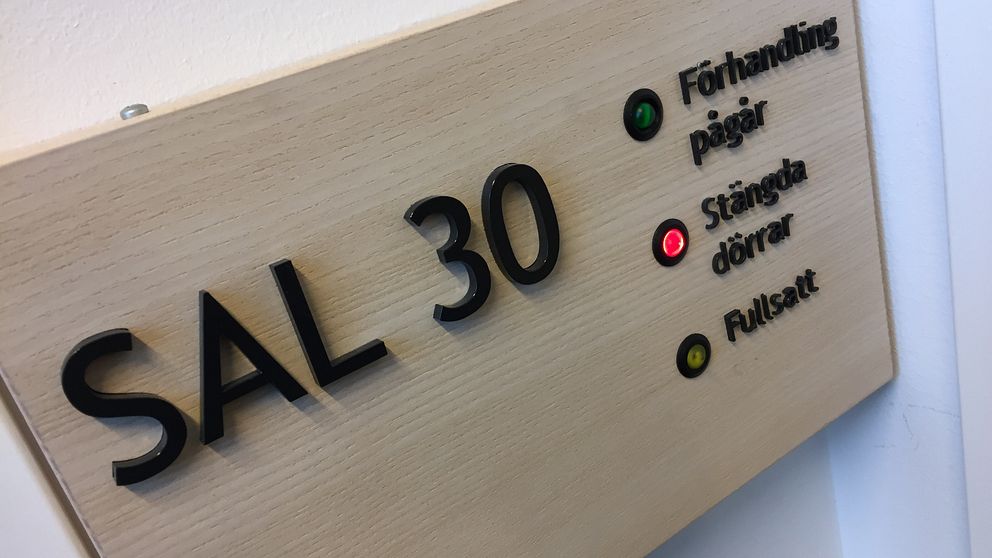 SAL 30
Förhandling
pågår
Stängda
dörrar
Fullsatt